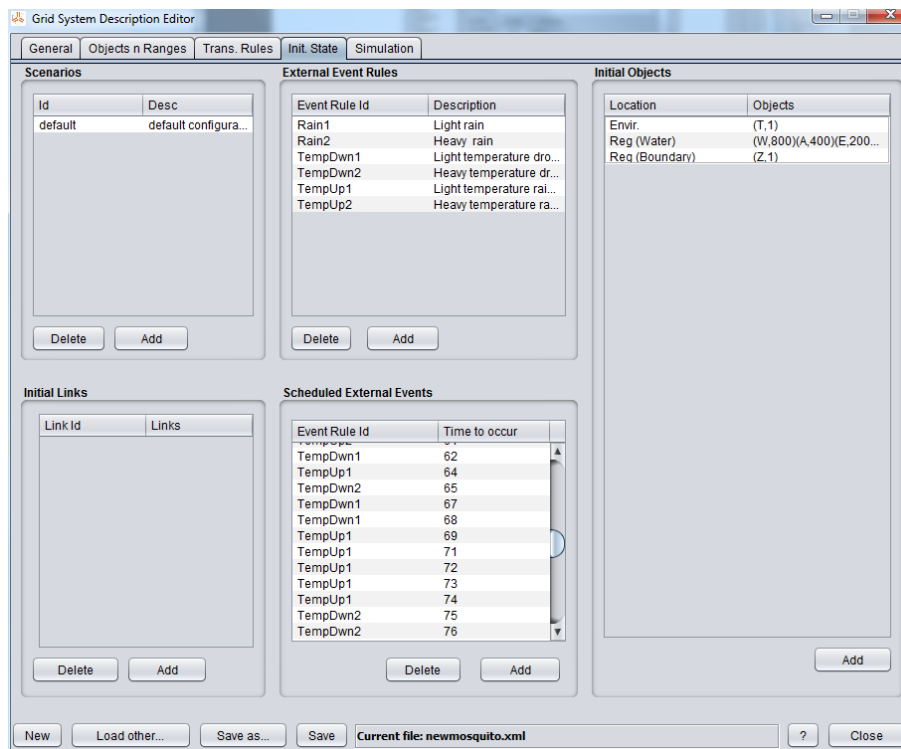 Grid System Description Editor
General Objects n Ranges Trans. Rules Init. State Simulation
Scenarios
Id Desc
default default configura...
Delete Add
External Event Rules
Event Rule Id Description
Rain1 Light rain
Rain2 Heavy rain
TempDwn1 Light temperature dro...
TempDwn2 Heavy temperature dr...
TempUp1 Light temperature rai...
TempUp2 Heavy temperature ra...
Delete Add
Initial Objects
Location Objects
Envir. (T,1)
Reg (Water) (W,800)(A,400)(E,200...
Reg (Boundary) (Z,1)
Add
Initial Links
Link Id Links
Delete Add
Scheduled External Events
Event Rule Id Time to occur
TempDwn1 62
TempUp1 64
TempDwn2 65
TempDwn1 67
TempDwn1 68
TempUp1 69
TempUp1 71
TempUp1 72
TempUp1 73
TempUp1 74
TempDwn2 75
TempDwn2 76
Delete Add
New Load other... Save as... Save Current file: newmosquito.xml ? Close